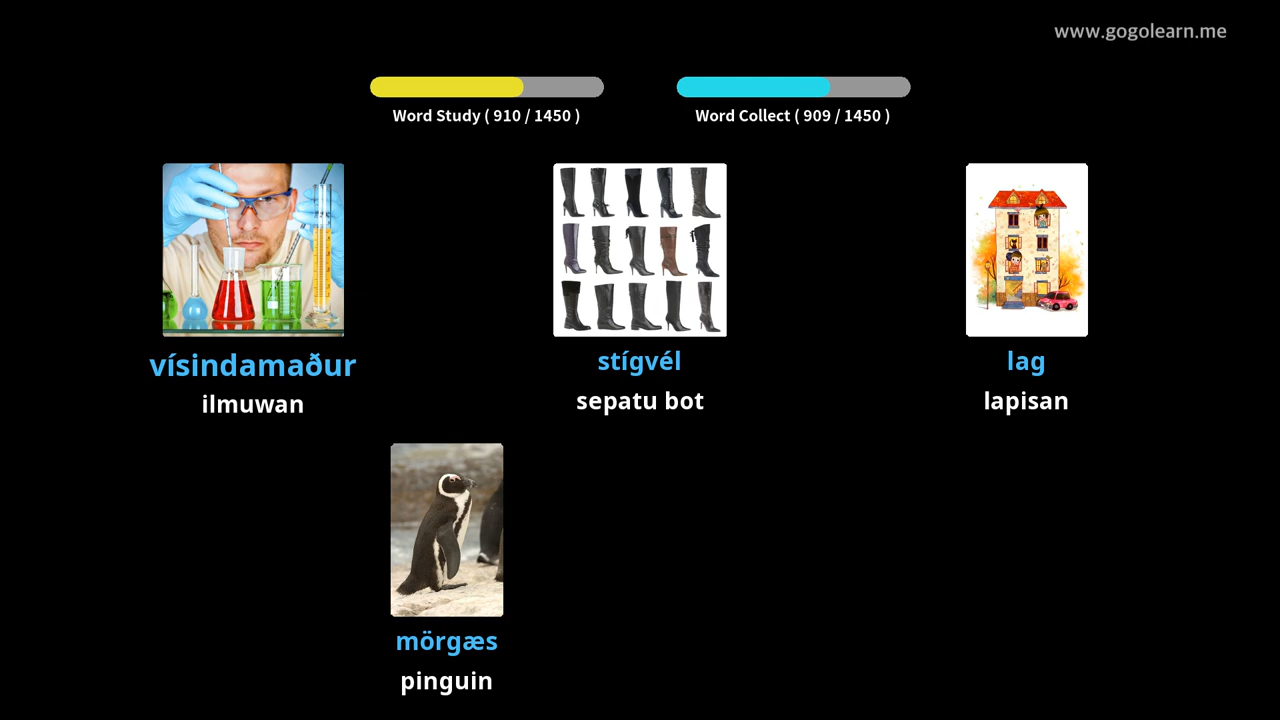 www.gogolearn.me
Word Study ( 910 / 1450 )
Word Collect ( 909 / 1450 )
vísindamaður
ilmuwan
stígvél
sepatu bot
lag
lapisan
mörgæs
pinguin